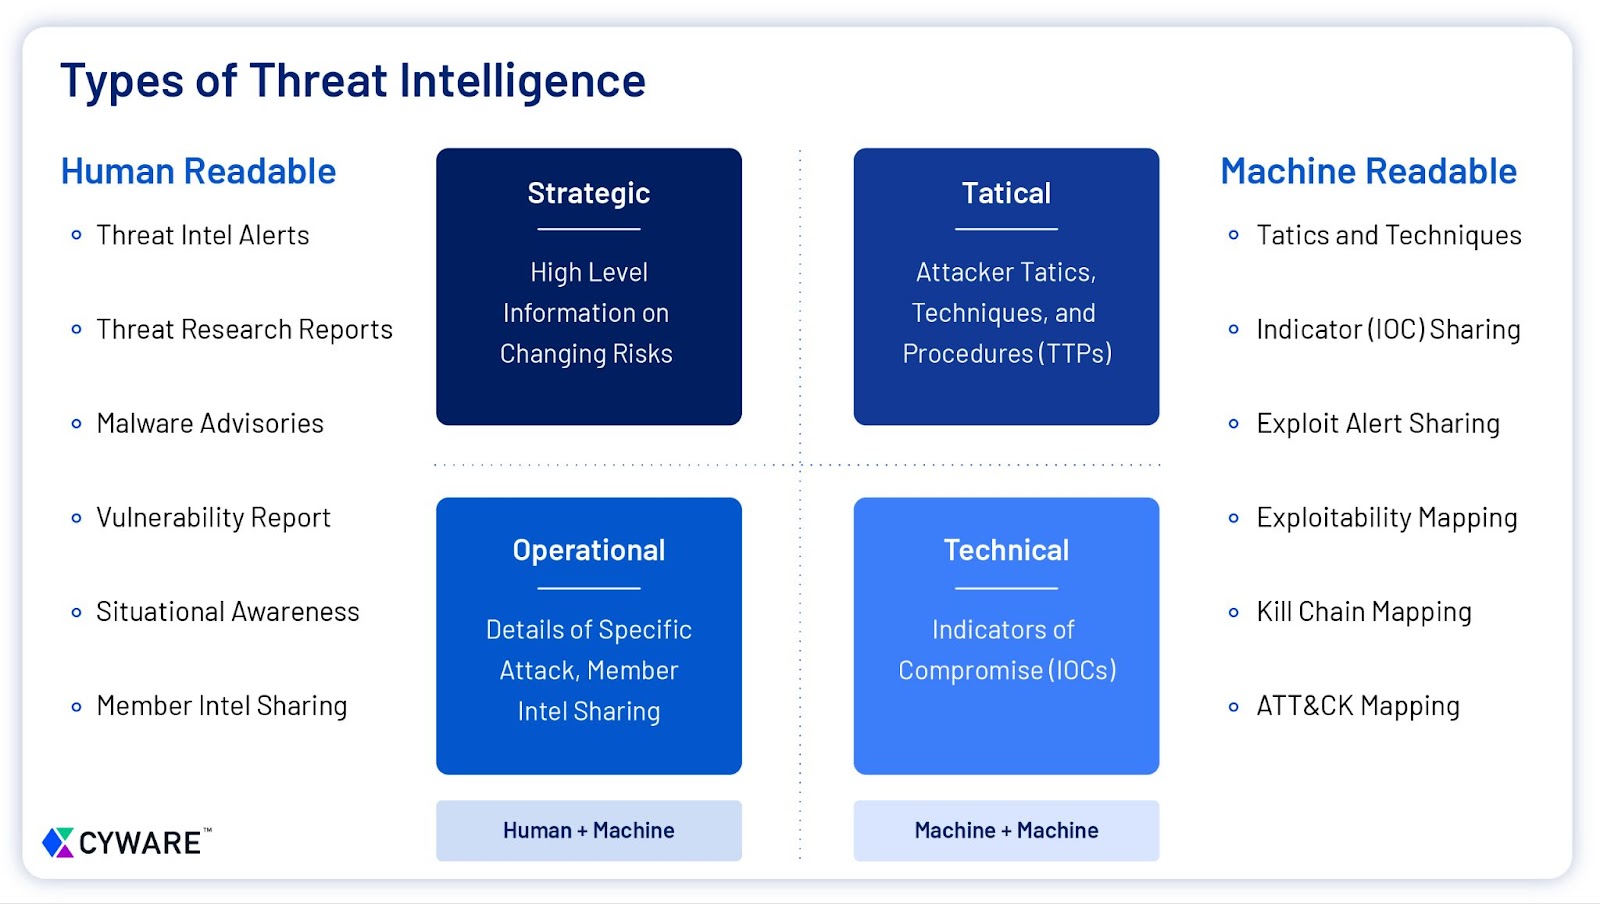 Types of Threat Intelligence
Human Readable
Threat Intel Alerts
Threat Research Reports
Malware Advisories
Vulnerability Report
Situational Awareness
Member Intel Sharing
Strategic
High Level
Information on
Changing Risks
Tatical
Attacker Tatics,
Techniques, and
Procedures (TTPs)
Operational
Details of Specific
Attack, Member
Intel Sharing
Technical
Indicators of
Compromise (IOCs)
Human + Machine
Machine + Machine
Machine Readable
Tatics and Techniques
Indicator (IOC) Sharing
Exploit Alert Sharing
Exploitability Mapping
Kill Chain Mapping
ATT&CK Mapping
CYWARE™